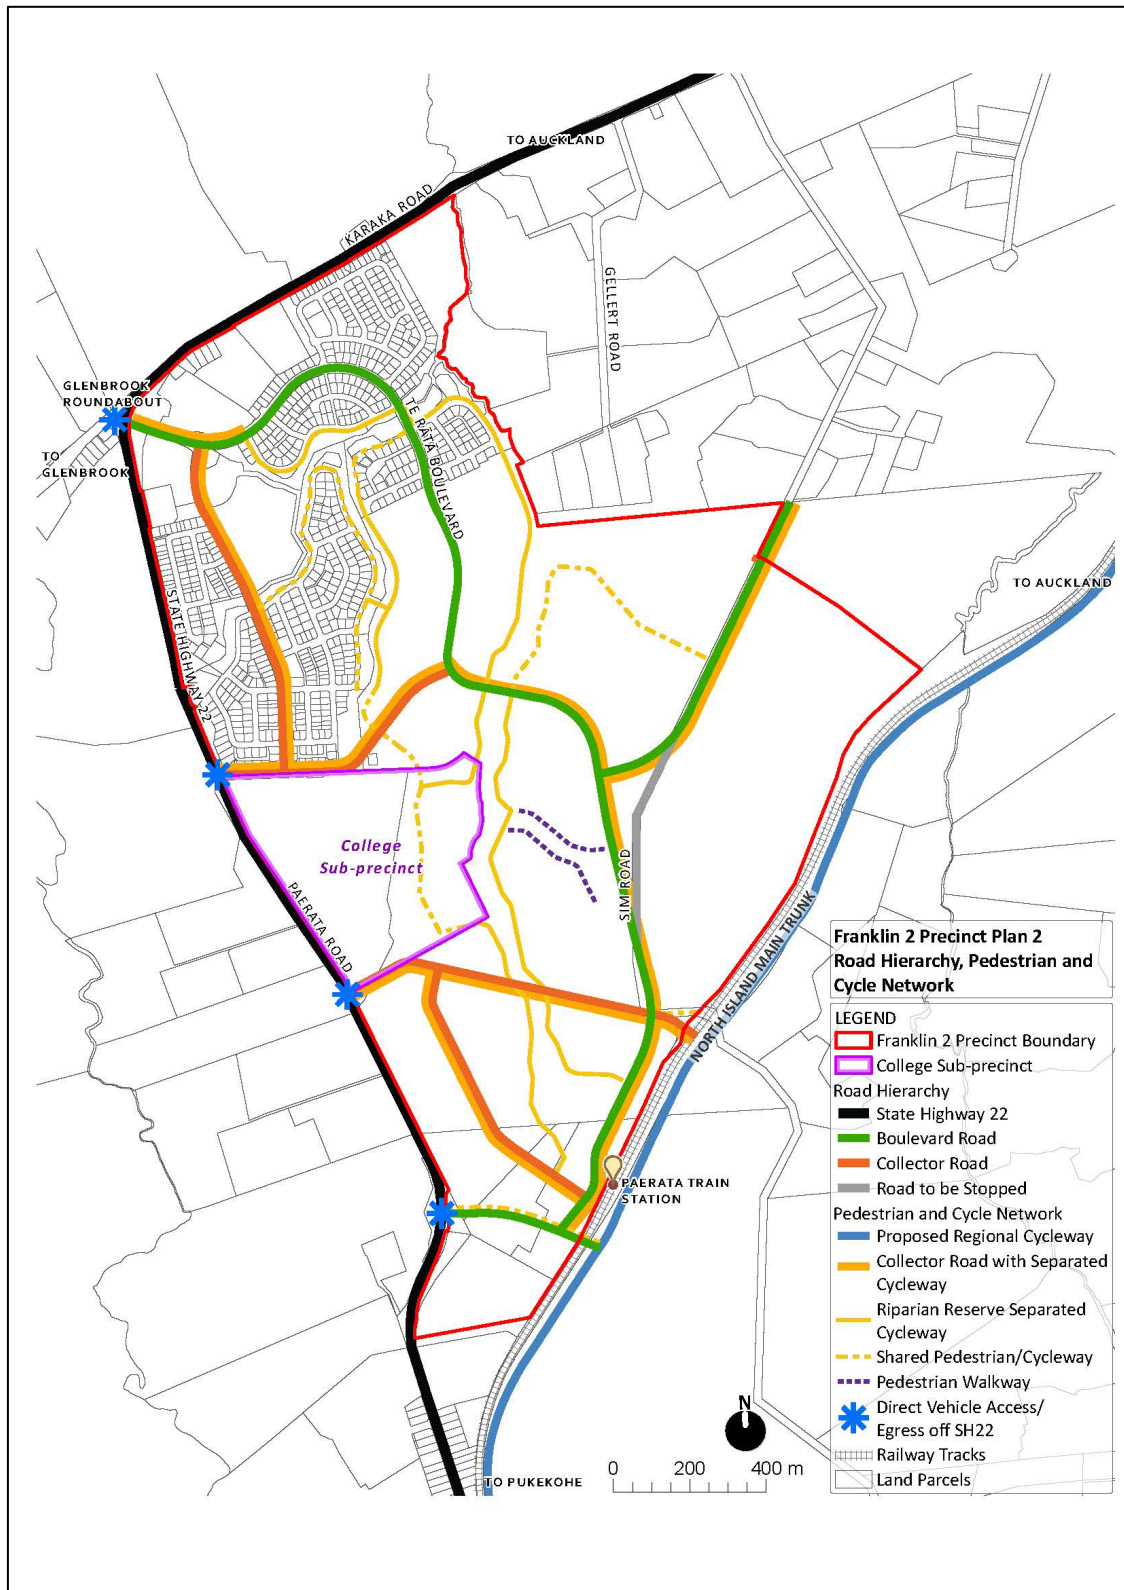 TO AUCKLAND
KARAKA ROAD
GELLERT ROAD
GLENBROOK
ROUNDABOUT
TE RATA BOULEVARD
TO
GLENBROOK
TO AUCKLAND
STATE HIGHWAY 22
College
Sub-precinct
SIM ROAD
PAERATA ROAD
NORTH ISLAND MAIN TRUNK
PAERATA TRAIN
STATION
TO PUKEKOHE
N
0 200 400 m
Franklin 2 Precinct Plan 2
Road Hierarchy, Pedestrian and
Cycle Network
LEGEND
Franklin 2 Precinct Boundary
College Sub-precinct
Road Hierarchy
State Highway 22
Boulevard Road
Collector Road
Road to be Stopped
Pedestrian and Cycle Network
Proposed Regional Cycleway
Collector Road with Separated
Cycleway
Riparian Reserve Separated
Cycleway
Shared Pedestrian/Cycleway
Pedestrian Walkway
Direct Vehicle Access/
Egress off SH22
Railway Tracks
Land Parcels